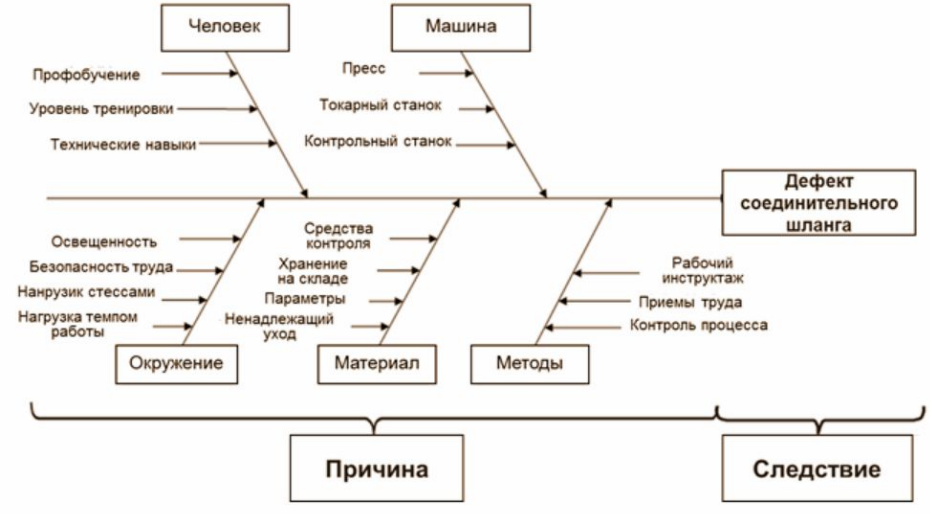 Человек
Машина
Профобучение
Уровень тренировки
Технические навыки
Пресс
Токарный станок
Контрольный станок
Дефект
соединительного
шланга
Освещенность
Безопасность труда
Нанрузик стессами
Нагрузка темпом
работы
Средства
контроля
Хранение
на складе
Параметры
Ненадлежащий
уход
Рабочий
инструктаж
Приемы труда
Контроль процесса
Окружение
Материал
Методы
Причина
Следствие